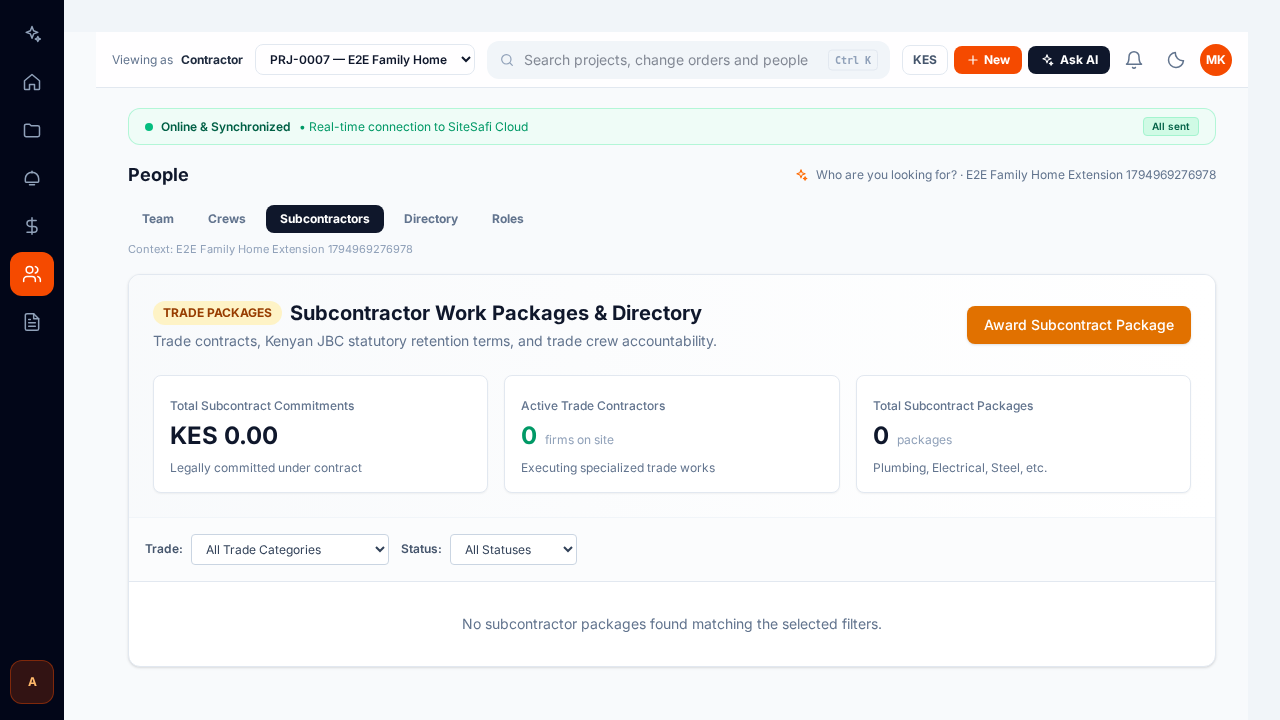 Viewing as Contractor
PRJ-0007 — E2E Family Home
Search projects, change orders and people
Ctrl K
KES
New
Ask AI
MK
Online & Synchronized • Real-time connection to SiteSafi Cloud
All sent
People
Who are you looking for? · E2E Family Home Extension 1794969276978
Team
Crews
Subcontractors
Directory
Roles
Context: E2E Family Home Extension 1794969276978
TRADE PACKAGES
Subcontractor Work Packages & Directory
Trade contracts, Kenyan JBC statutory retention terms, and trade crew accountability.
Award Subcontract Package
Total Subcontract Commitments
KES 0.00
Legally committed under contract
Active Trade Contractors
0 firms on site
Executing specialized trade works
Total Subcontract Packages
0 packages
Plumbing, Electrical, Steel, etc.
Trade:
All Trade Categories
Status:
All Statuses
No subcontractor packages found matching the selected filters.
A